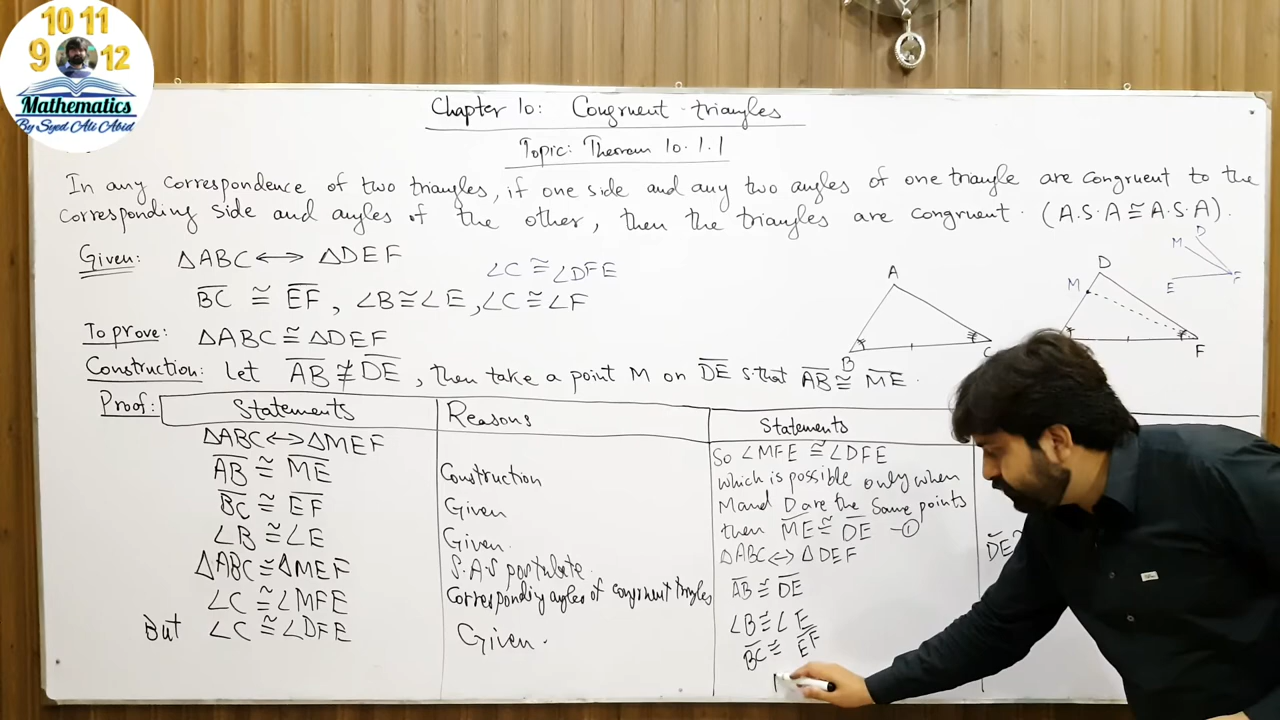 10 11
9 12
Mathematics
By Syed Ali Abid
Chapter 10: Congruent triangles
Topic: Theoram 10.1.1
In any correspondence of two triangles, if one side and any two angles of one triangle are congruent to the
corresponding side and angles of the other, then the triangles are congruent. (A.S.A ≅ A.S.A).
Given: ΔABC ↔ ΔDEF
∠C ≅ ∠DFE
BC ≅ EF, ∠B ≅ ∠E, ∠C ≅ ∠F
To prove: ΔABC ≅ ΔDEF
Construction: Let AB ≇ DE, then take a point M on DE s.that AB ≅ ME.
A
B
C
D
M
F
D
M
E
F
Proof: Statements Reasons
ΔABC ↔ ΔMEF
AB ≅ ME Construction
BC ≅ EF Given
∠B ≅ ∠E Given.
ΔABC ≅ ΔMEF S.A.S postulate.
∠C ≅ ∠MFE Corresponding angles of congruent triangles
But ∠C ≅ ∠DFE Given.
Statements
So ∠MFE ≅ ∠DFE
which is possible only when
M and D are the same points
then ME ≅ DE —①
ΔABC ↔ ΔDEF
AB ≅ DE
∠B ≅ ∠E
BC ≅ EF
DE ≅